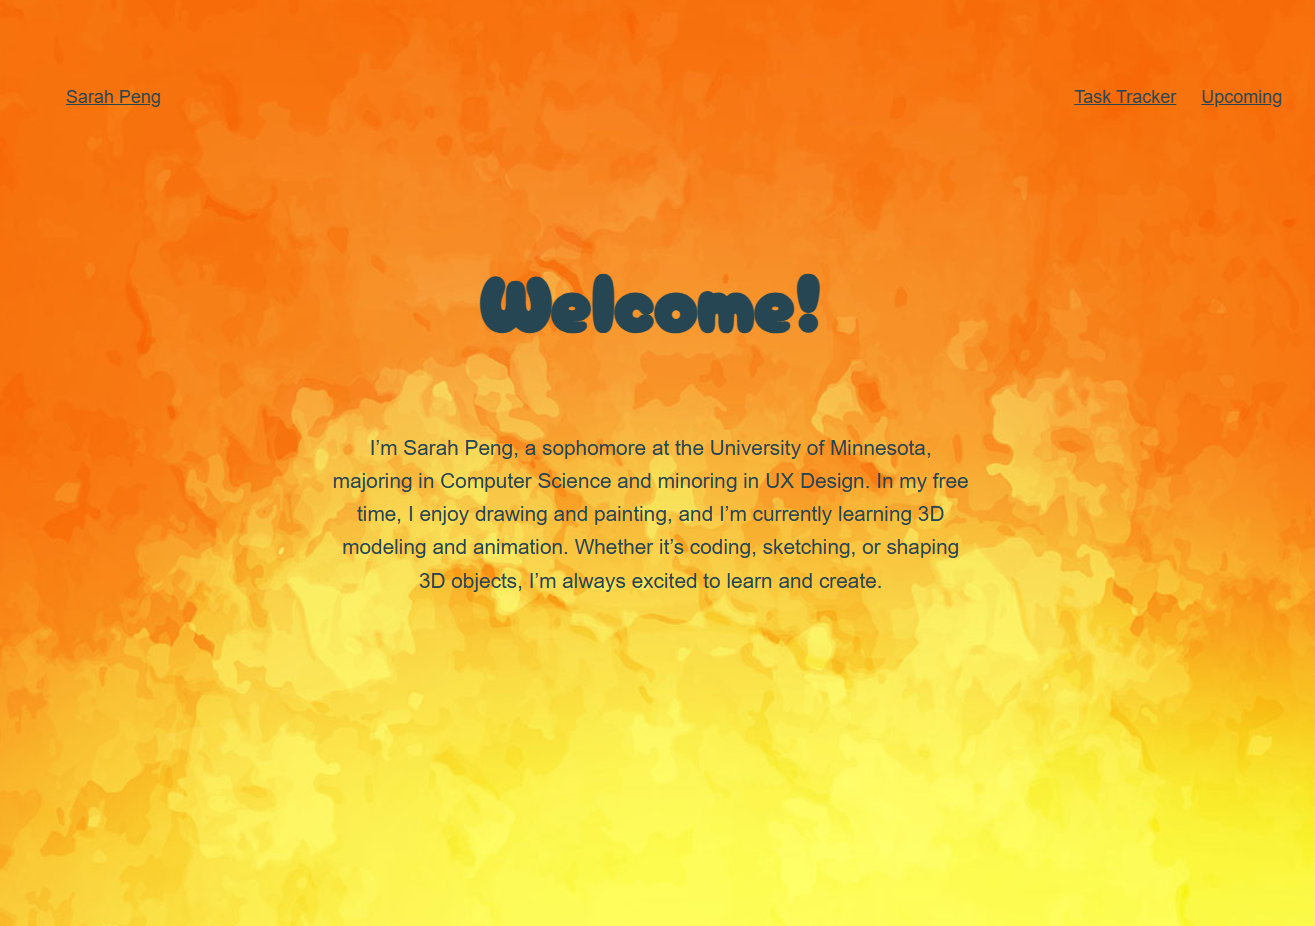 Sarah Peng
Task Tracker
Upcoming
Welcome!
I’m Sarah Peng, a sophomore at the University of Minnesota,
majoring in Computer Science and minoring in UX Design. In my free
time, I enjoy drawing and painting, and I’m currently learning 3D
modeling and animation. Whether it’s coding, sketching, or shaping
3D objects, I’m always excited to learn and create.